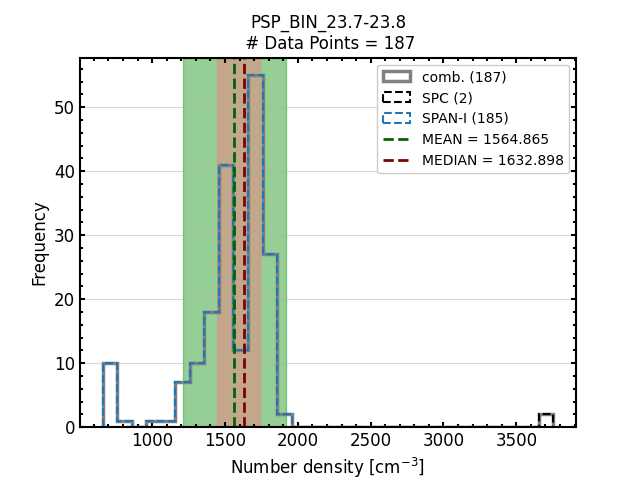 PSP_BIN_23.7-23.8
# Data Points = 187
comb. (187)
SPC (2)
SPAN-I (185)
MEAN = 1564.865
MEDIAN = 1632.898
Frequency
50
40
30
20
10
0
1000 1500 2000 2500 3000 3500
Number density [cm⁻³]